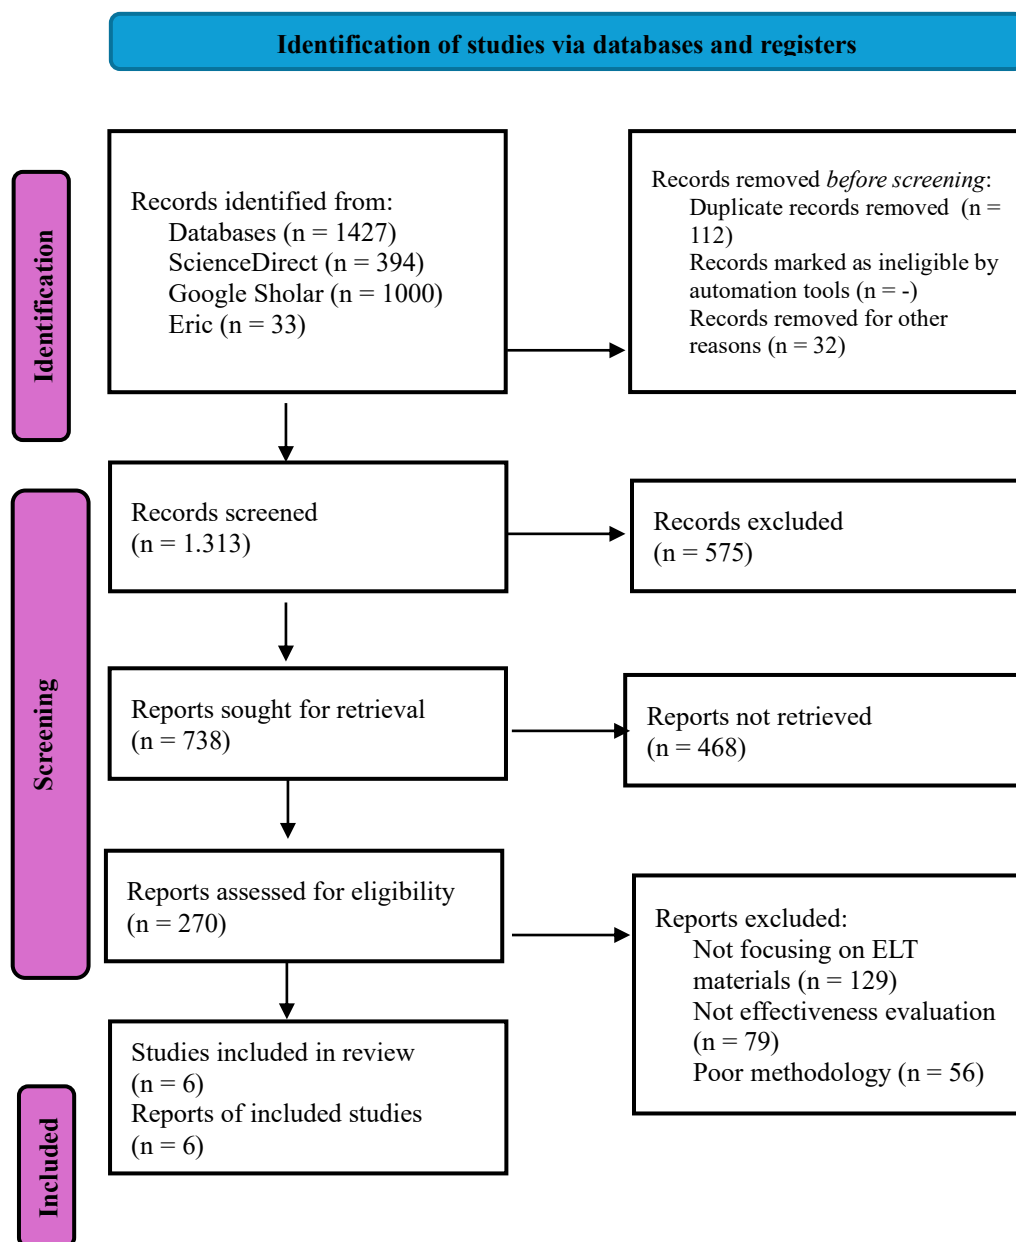 Identification of studies via databases and registers
Identification
Records identified from:
Databases (n = 1427)
ScienceDirect (n = 394)
Google Sholar (n = 1000)
Eric (n = 33)
Records removed before screening:
Duplicate records removed (n =
112)
Records marked as ineligible by
automation tools (n = -)
Records removed for other
reasons (n = 32)
Screening
Records screened
(n = 1.313)
Records excluded
(n = 575)
Reports sought for retrieval
(n = 738)
Reports not retrieved
(n = 468)
Reports assessed for eligibility
(n = 270)
Reports excluded:
Not focusing on ELT
materials (n = 129)
Not effectiveness evaluation
(n = 79)
Poor methodology (n = 56)
Included
Studies included in review
(n = 6)
Reports of included studies
(n = 6)